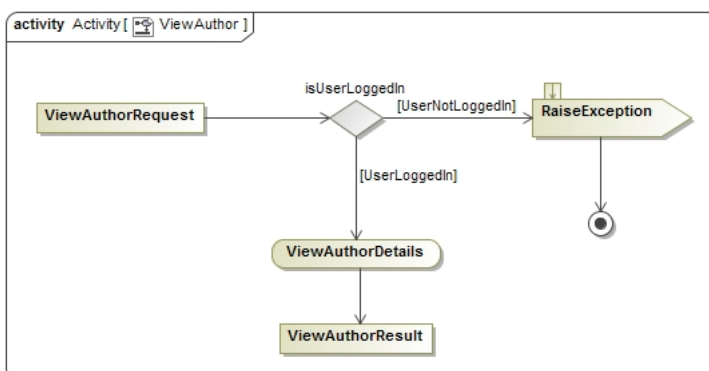 activity Activity [ ViewAuthor ]
isUserLoggedIn
ViewAuthorRequest
[UserNotLoggedIn]
RaiseException
[UserLoggedIn]
ViewAuthorDetails
ViewAuthorResult